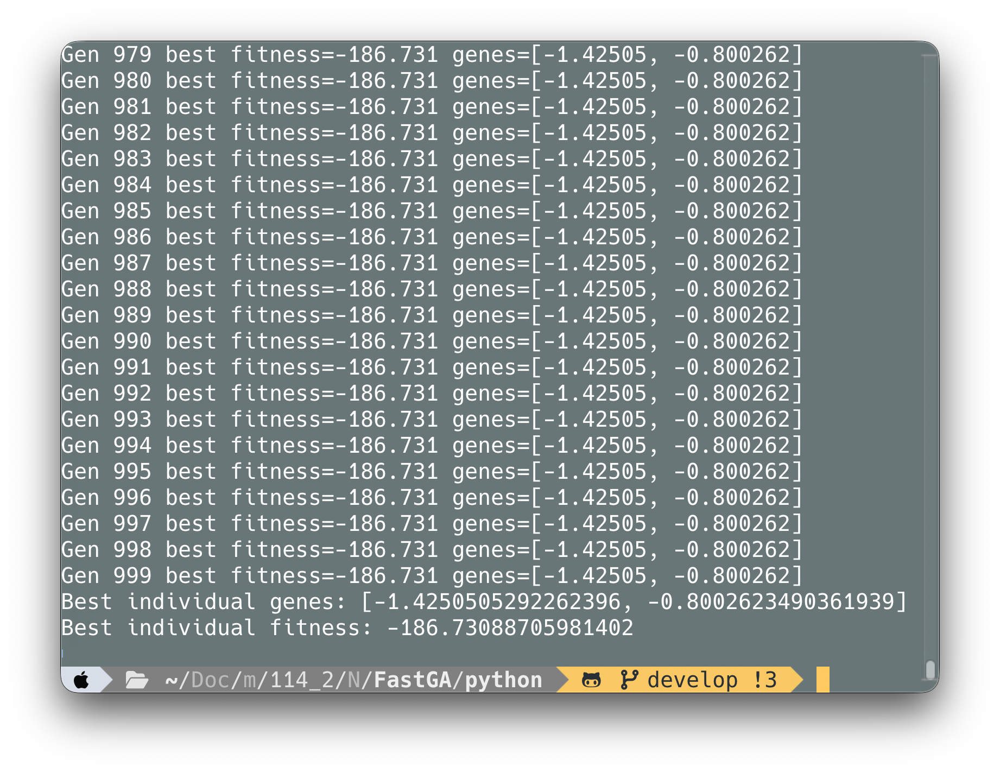 Gen 979 best fitness=-186.731 genes=[-1.42505, -0.800262]
Gen 980 best fitness=-186.731 genes=[-1.42505, -0.800262]
Gen 981 best fitness=-186.731 genes=[-1.42505, -0.800262]
Gen 982 best fitness=-186.731 genes=[-1.42505, -0.800262]
Gen 983 best fitness=-186.731 genes=[-1.42505, -0.800262]
Gen 984 best fitness=-186.731 genes=[-1.42505, -0.800262]
Gen 985 best fitness=-186.731 genes=[-1.42505, -0.800262]
Gen 986 best fitness=-186.731 genes=[-1.42505, -0.800262]
Gen 987 best fitness=-186.731 genes=[-1.42505, -0.800262]
Gen 988 best fitness=-186.731 genes=[-1.42505, -0.800262]
Gen 989 best fitness=-186.731 genes=[-1.42505, -0.800262]
Gen 990 best fitness=-186.731 genes=[-1.42505, -0.800262]
Gen 991 best fitness=-186.731 genes=[-1.42505, -0.800262]
Gen 992 best fitness=-186.731 genes=[-1.42505, -0.800262]
Gen 993 best fitness=-186.731 genes=[-1.42505, -0.800262]
Gen 994 best fitness=-186.731 genes=[-1.42505, -0.800262]
Gen 995 best fitness=-186.731 genes=[-1.42505, -0.800262]
Gen 996 best fitness=-186.731 genes=[-1.42505, -0.800262]
Gen 997 best fitness=-186.731 genes=[-1.42505, -0.800262]
Gen 998 best fitness=-186.731 genes=[-1.42505, -0.800262]
Gen 999 best fitness=-186.731 genes=[-1.42505, -0.800262]
Best individual genes: [-1.4250505292262396, -0.8002623490361939]
Best individual fitness: -186.73088705981402
~/Doc/m/114_2/N/FastGA/python develop !3